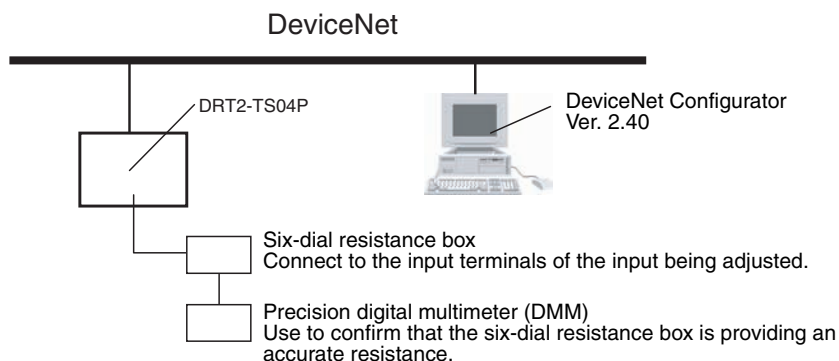 DeviceNet
DRT2-TS04P
DeviceNet Configurator
Ver. 2.40
Six-dial resistance box
Connect to the input terminals of the input being adjusted.
Precision digital multimeter (DMM)
Use to confirm that the six-dial resistance box is providing an
accurate resistance.